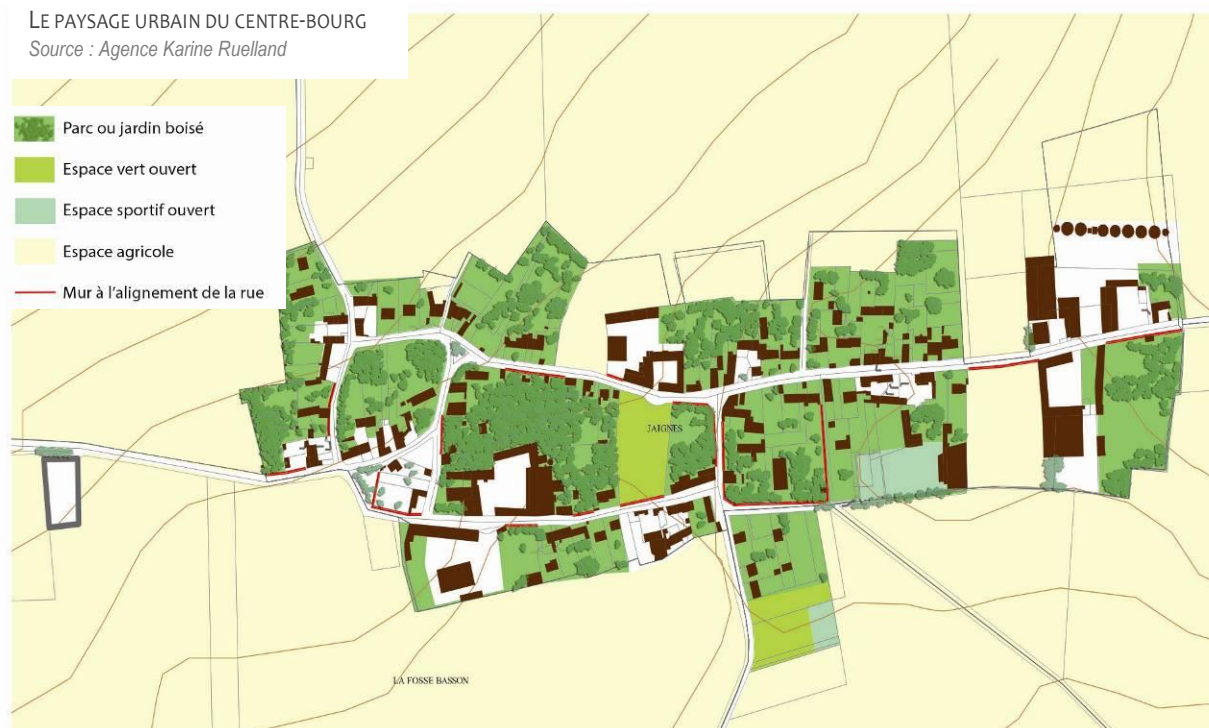 LE PAYSAGE URBAIN DU CENTRE-BOURG
Source : Agence Karine Ruelland
Parc ou jardin boisé
Espace vert ouvert
Espace sportif ouvert
Espace agricole
Mur à l'alignement de la rue
JAIGNES
LA FOSSE BASSON